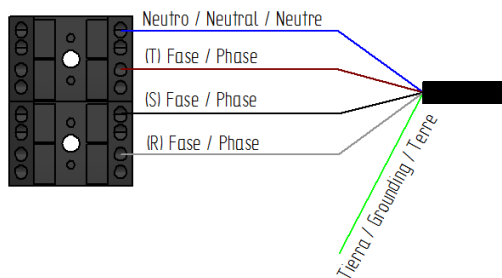 Neutro / Neutral / Neutre
(T) Fase / Phase
(S) Fase / Phase
(R) Fase / Phase
Tierra / Grounding / Terre